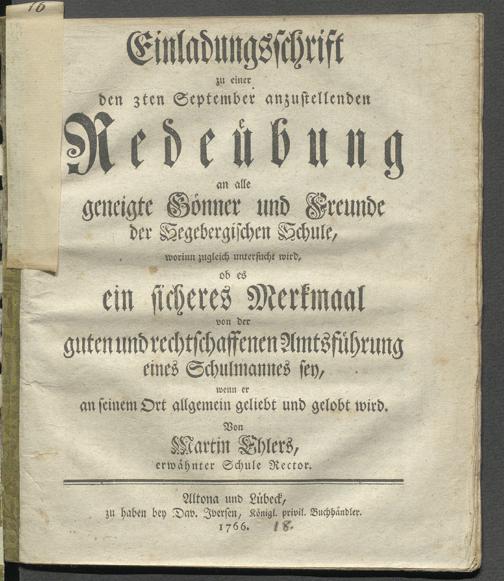 16
Einladungsschrift
zu einer
den 3ten September anzustellenden
Redeübung
an alle
geneigte Gönner und Freunde
der Segebergischen Schule,
worinn zugleich untersucht wird,
ob es
ein sicheres Merkmaal
von der
guten und rechtschaffenen Amtsführung
eines Schulmannes sey,
wenn er
an seinem Ort allgemein geliebt und gelobt wird.
Von
Martin Ehlers,
erwähnter Schule Rector.
Altona und Lübeck,
zu haben bey Dav. Iversen, Königl. privil. Buchhändler.
1766. 18.